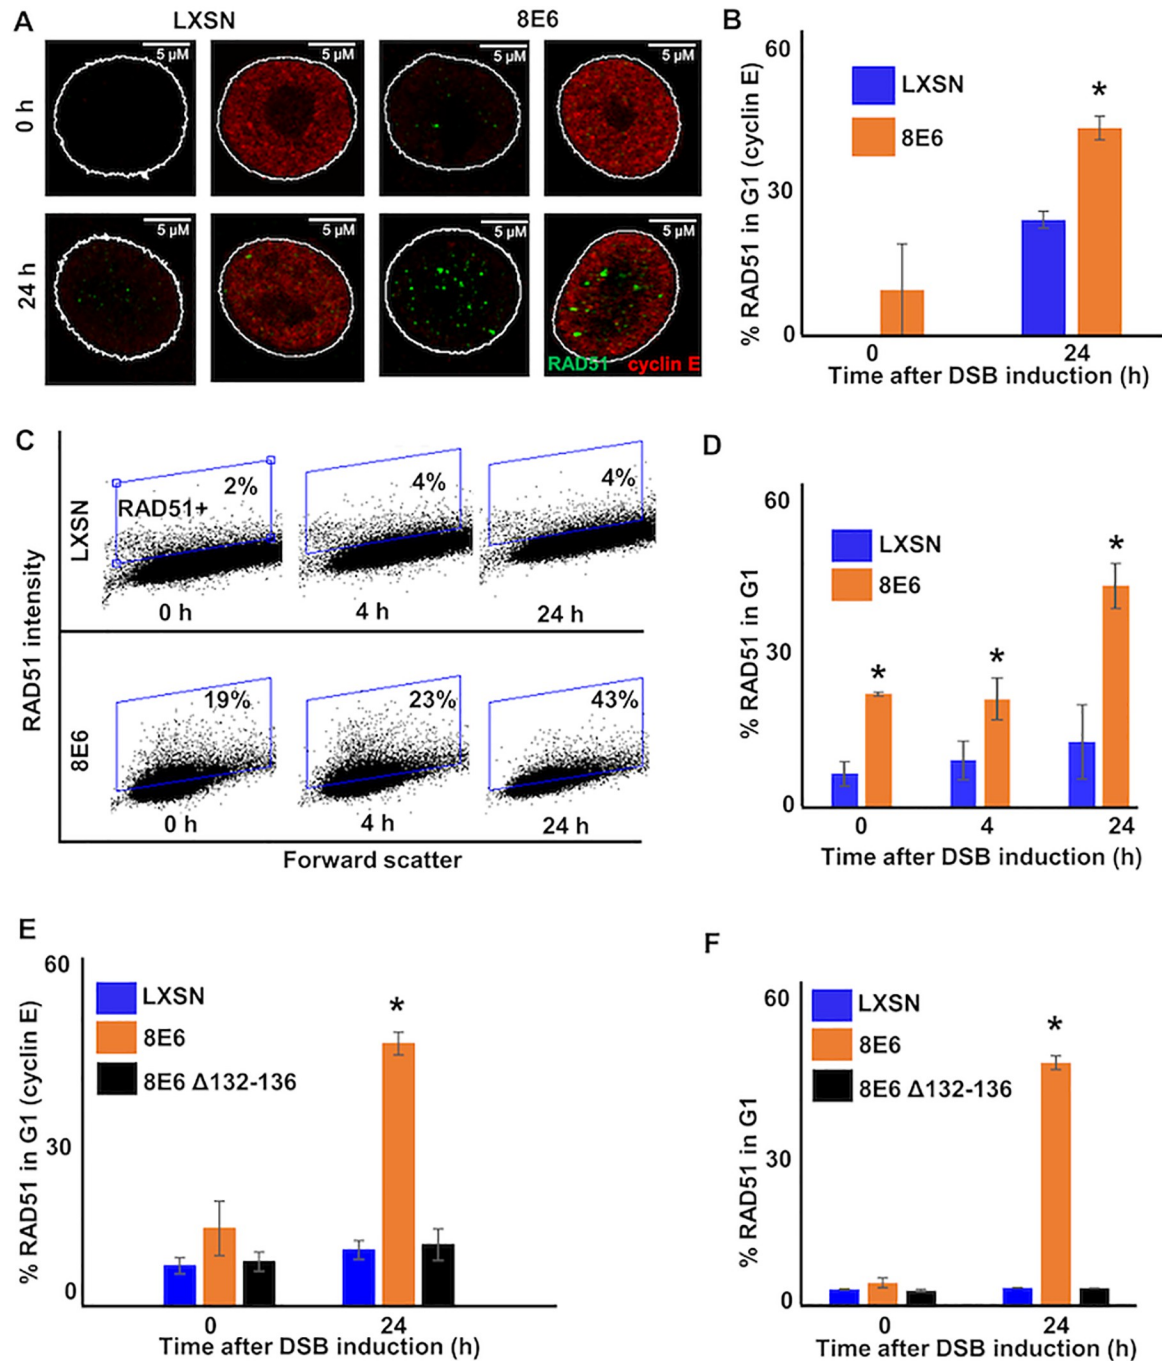 A
LXSN
8E6
0 h
5 µM
5 µM
5 µM
5 µM
24 h
5 µM
5 µM
5 µM
5 µM
RAD51
cyclin E
B
% RAD51 in G1 (cyclin E)
60
30
0
LXSN
8E6
*
0
24
Time after DSB induction (h)
C
RAD51 intensity
LXSN
RAD51+
2%
4%
4%
0 h
4 h
24 h
8E6
19%
23%
43%
0 h
4 h
24 h
Forward scatter
D
% RAD51 in G1
60
30
0
LXSN
8E6
*
*
*
0
4
24
Time after DSB induction (h)
E
% RAD51 in G1 (cyclin E)
60
30
0
LXSN
8E6
8E6 Δ132-136
*
0
24
Time after DSB induction (h)
F
% RAD51 in G1
60
30
0
LXSN
8E6
8E6 Δ132-136
*
0
24
Time after DSB induction (h)